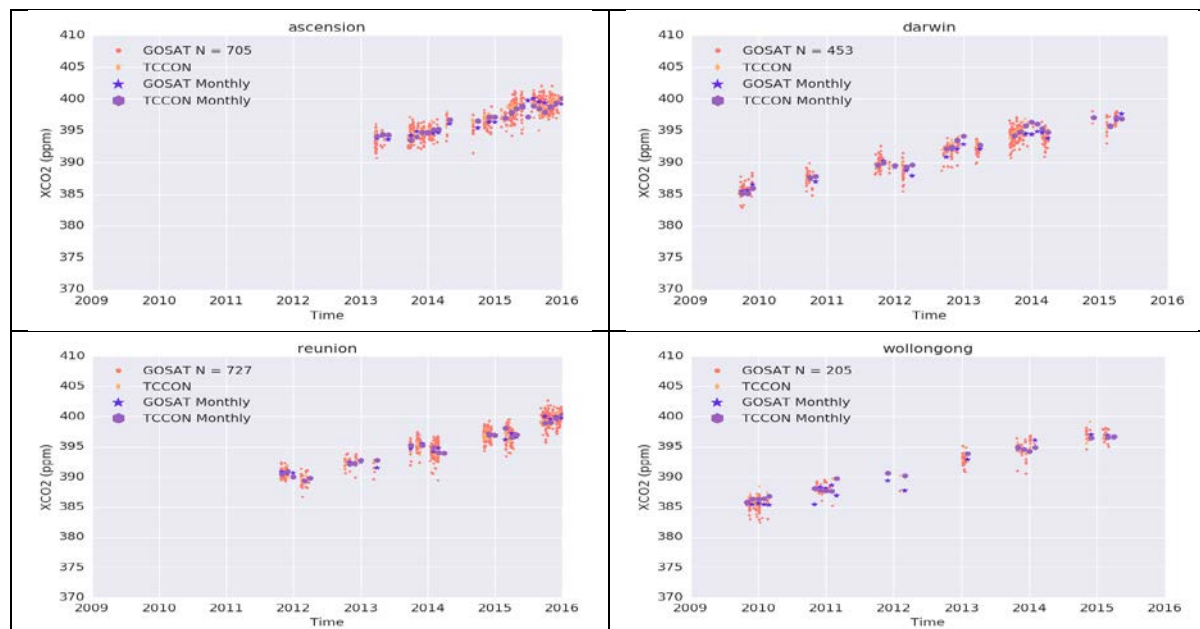 ascension
410
405
400
395
390
385
380
375
370
XCO2 (ppm)
GOSAT N = 705
TCCON
GOSAT Monthly
TCCON Monthly
2009 2010 2011 2012 2013 2014 2015 2016
Time
darwin
410
405
400
395
390
385
380
375
370
XCO2 (ppm)
GOSAT N = 453
TCCON
GOSAT Monthly
TCCON Monthly
2009 2010 2011 2012 2013 2014 2015 2016
Time
reunion
410
405
400
395
390
385
380
375
370
XCO2 (ppm)
GOSAT N = 727
TCCON
GOSAT Monthly
TCCON Monthly
2009 2010 2011 2012 2013 2014 2015 2016
Time
wollongong
410
405
400
395
390
385
380
375
370
XCO2 (ppm)
GOSAT N = 205
TCCON
GOSAT Monthly
TCCON Monthly
2009 2010 2011 2012 2013 2014 2015 2016
Time